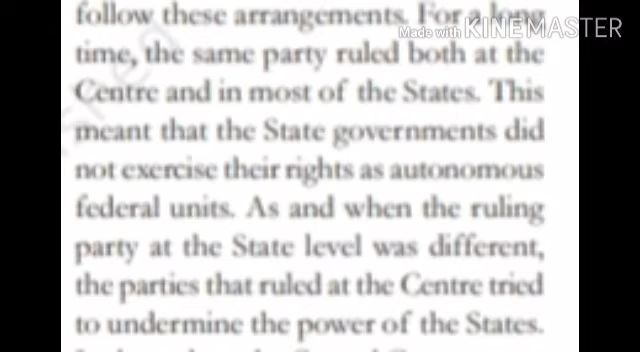 follow these arrangements. For a long
Made with KINEMASTER
time, the same party ruled both at the
Centre and in most of the States. This
meant that the State governments did
not exercise their rights as autonomous
federal units. As and when the ruling
party at the State level was different,
the parties that ruled at the Centre tried
to undermine the power of the States.